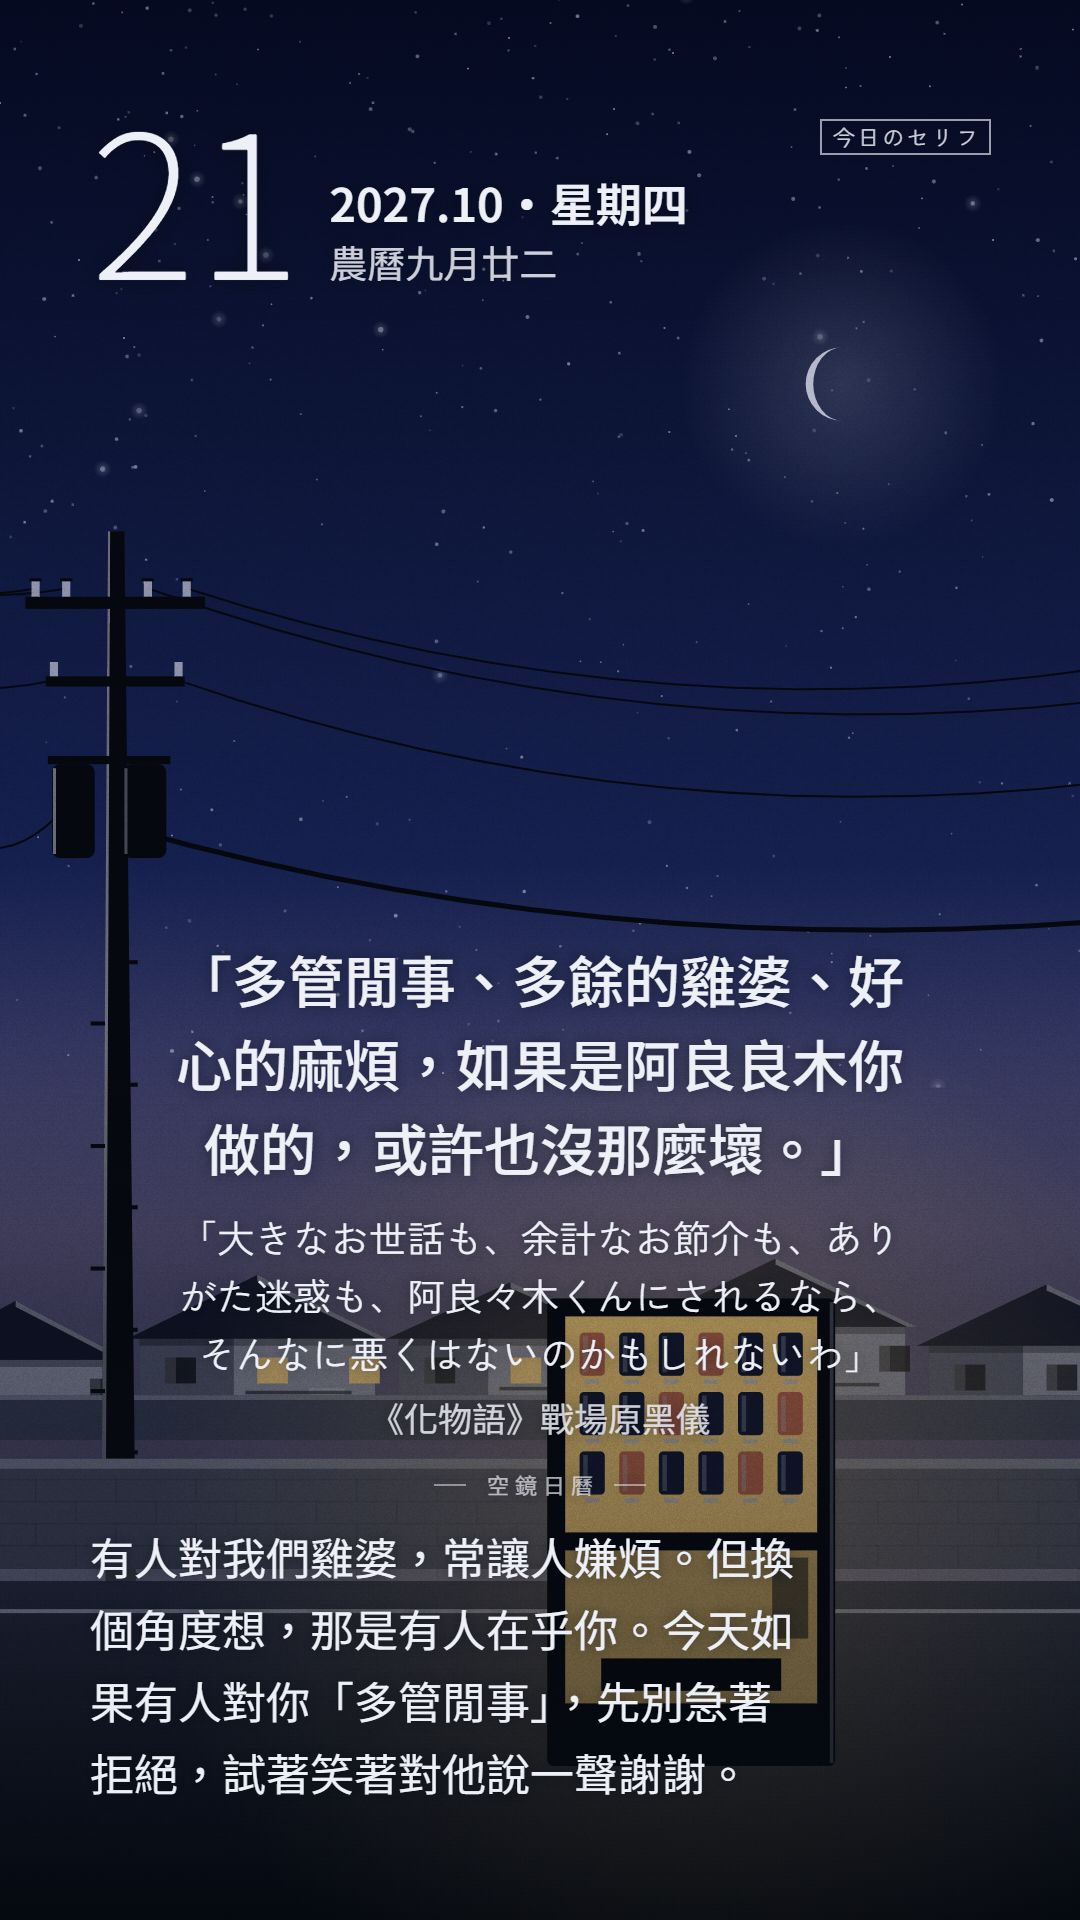 21
今日のセリフ
2027.10・星期四
農曆九月廿二
「多管閒事、多餘的雞婆、好
心的麻煩，如果是阿良良木你
做的，或許也沒那麼壞。」
「大きなお世話も、余計なお節介も、あり
がた迷惑も、阿良々木くんにされるなら、
そんなに悪くはないのかもしれないわ」
《化物語》戰場原黑儀
空鏡日曆
有人對我們雞婆，常讓人嫌煩。但換
個角度想，那是有人在乎你。今天如
果有人對你「多管閒事」，先別急著
拒絕，試著笑著對他說一聲謝謝。